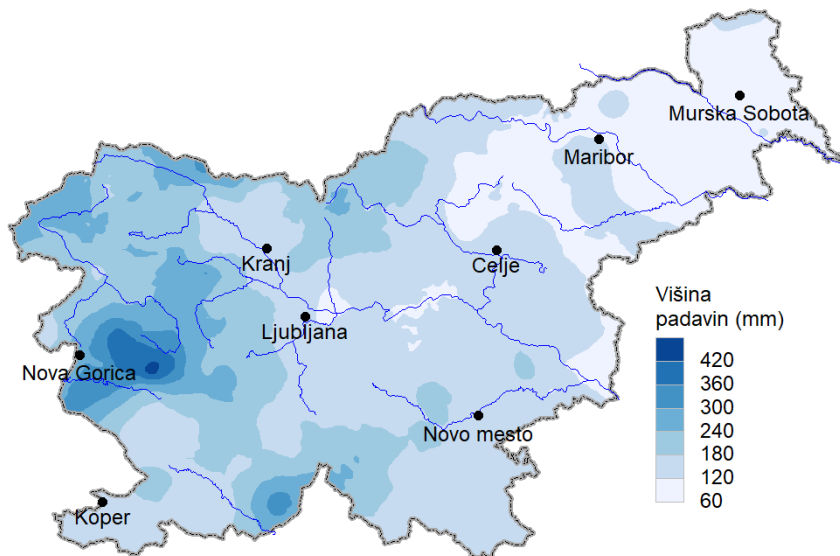 Murska Sobota
Maribor
Kranj
Celje
Ljubljana
Nova Gorica
Novo mesto
Koper
Višina
padavin (mm)
420
360
300
240
180
120
60